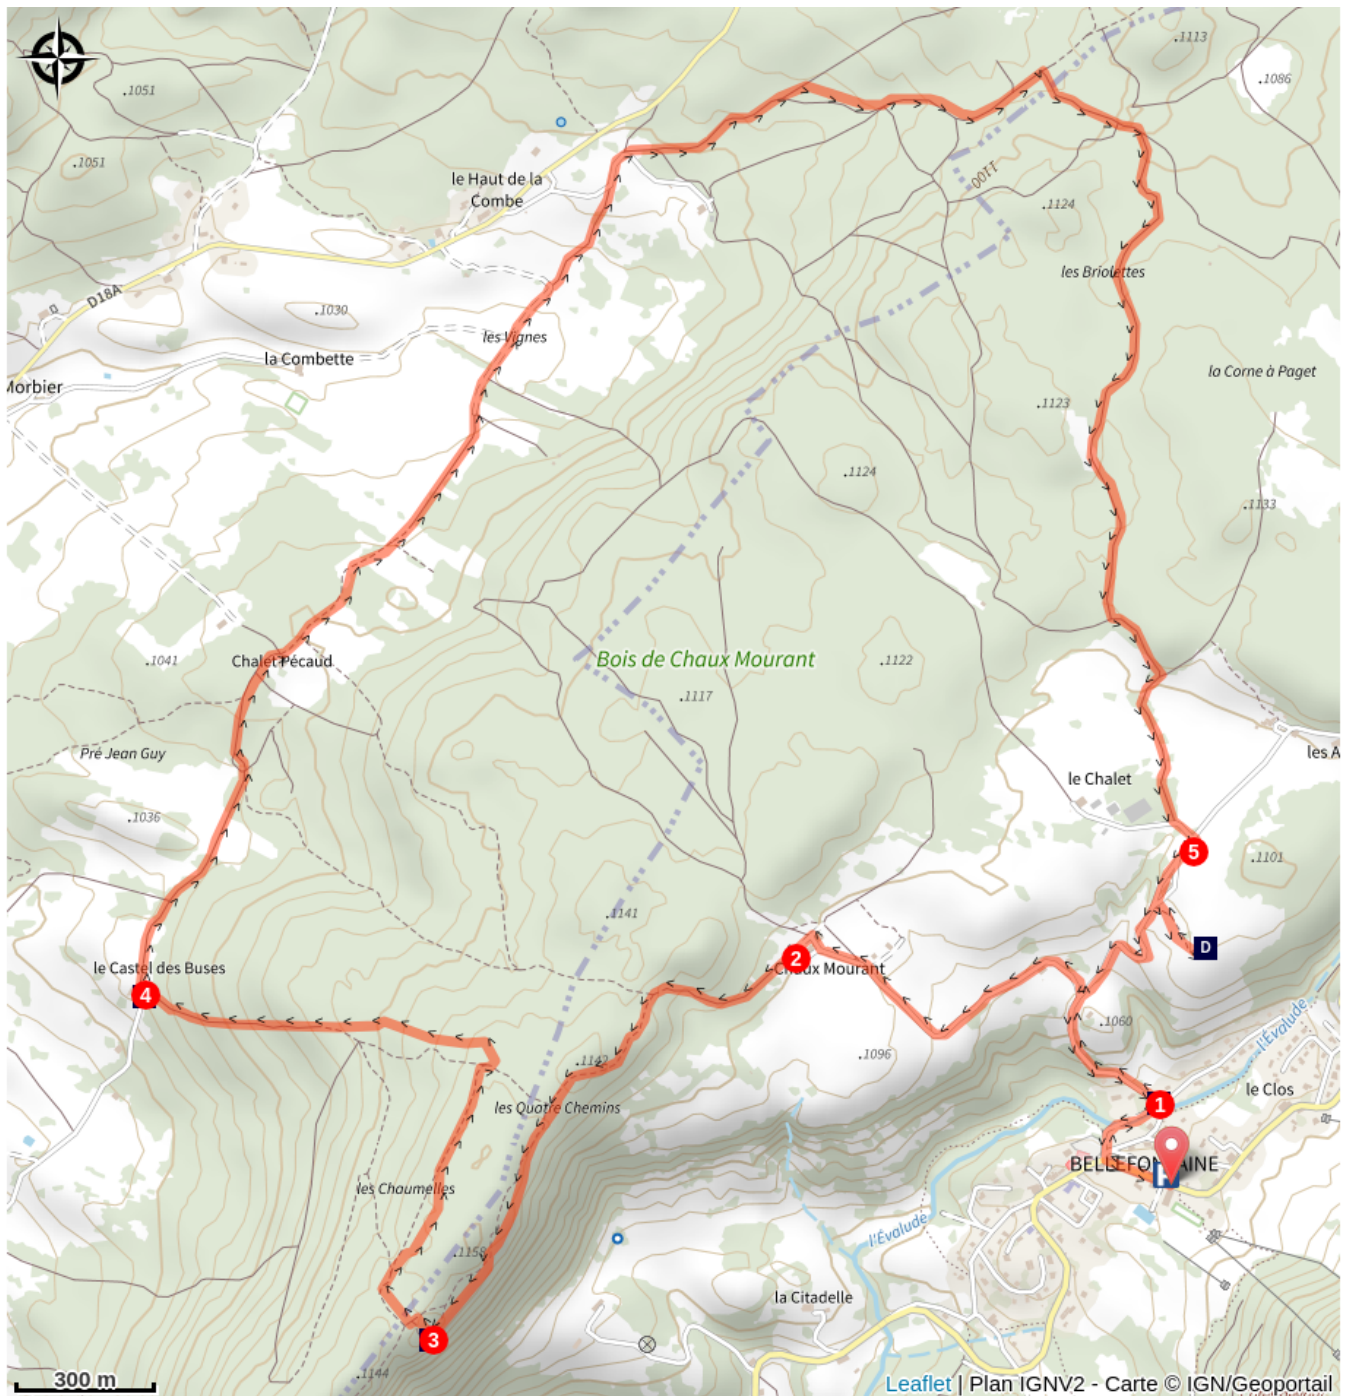 .1113
.1086
.1051
.1051
le Haut de la
Combe
1100
.1124
les Briolettes
D18A
.1030
les Vignes
la Combette
la Corne à Paget
Morbier
.1123
.1124
.1133
Chalet Pécaud
.1041
Bois de Chaux Mourant
.1122
.1117
Pré Jean Guy
les A
le Chalet
.1036
5
.1101
.1141
D
2
Chaux Mourant
le Castel des Buses
4
.1060
l'Évalude
.1096
.1142
le Clos
les Quatre Chemins
1
BELLEFONTAINE
les Chaumelles
l'Évalude
.1158
la Citadelle
3
.1144
300 m
Leaflet | Plan IGNV2 - Carte © IGN/Geoportail